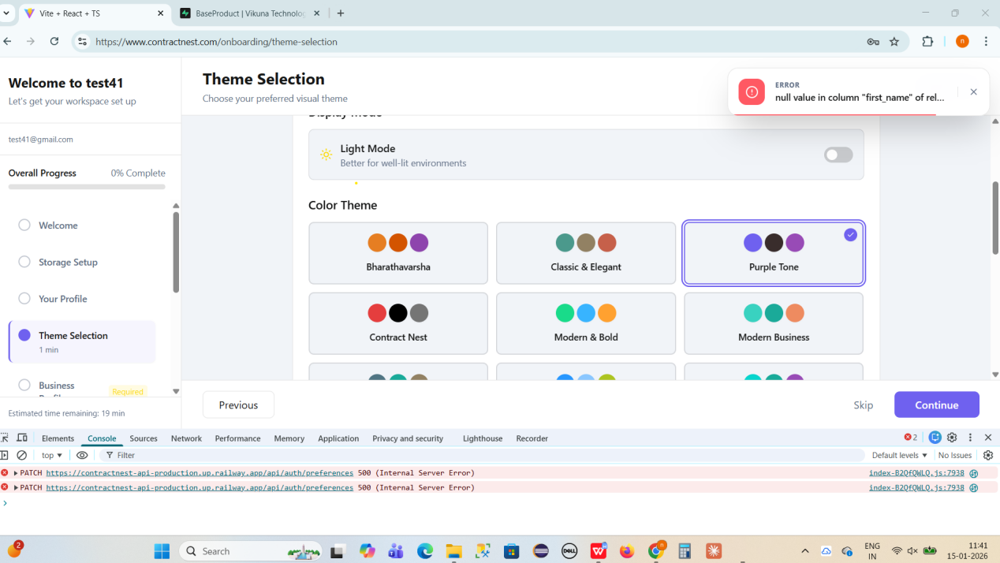 Vite + React + TS
BaseProduct | Vikuna Technolo
https://www.contractnest.com/onboarding/theme-selection
n
Welcome to test41
Let's get your workspace set up
test41@gmail.com
Overall Progress
0% Complete
Welcome
Storage Setup
Your Profile
Theme Selection
1 min
Business
Required
Estimated time remaining: 19 min
Theme Selection
Choose your preferred visual theme
ERROR
null value in column "first_name" of rel...
Display Mode
Light Mode
Better for well-lit environments
Color Theme
Bharathavarsha
Classic & Elegant
Purple Tone
Contract Nest
Modern & Bold
Modern Business
Previous
Skip
Continue
Elements
Console
Sources
Network
Performance
Memory
Application
Privacy and security
Lighthouse
Recorder
2
top
Filter
Default levels
No Issues
PATCH https://contractnest-api-production.up.railway.app/api/auth/preferences 500 (Internal Server Error)
index-B2QfQWLQ.js:7938
PATCH https://contractnest-api-production.up.railway.app/api/auth/preferences 500 (Internal Server Error)
index-B2QfQWLQ.js:7938
2
Search
DELL
ENG
IN
11:41
15-01-2026